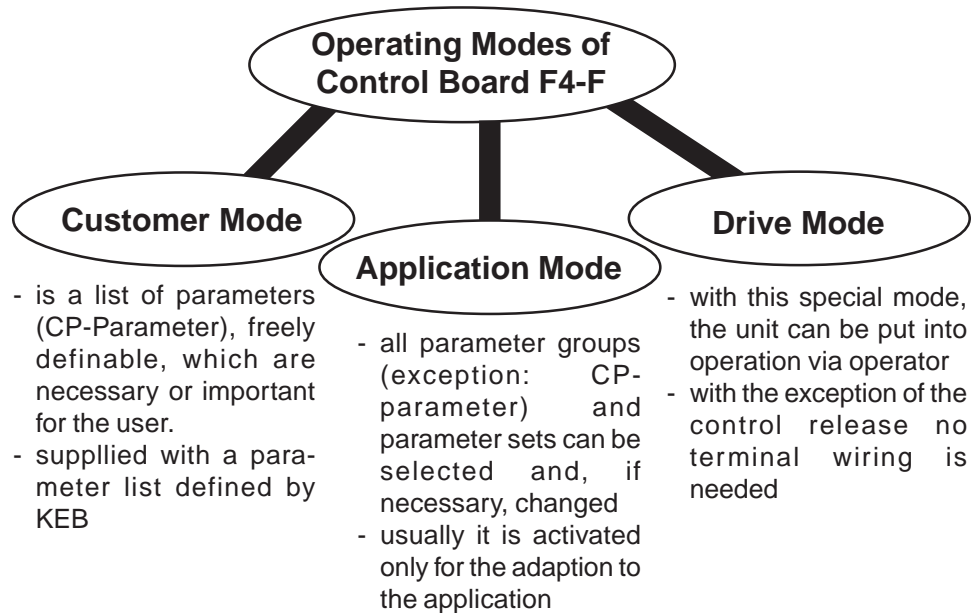 Operating Modes of
Control Board F4-F
Customer Mode
- is a list of parameters
(CP-Parameter), freely
definable, which are
necessary or important
for the user.
- suppllied with a para-
meter list defined by
KEB
Application Mode
- all parameter groups
(exception: CP-
parameter) and
parameter sets can be
selected and, if
necessary, changed
- usually it is activated
only for the adaption to
the application
Drive Mode
- with this special mode,
the unit can be put into
operation via operator
- with the exception of the
control release no
terminal wiring is
needed